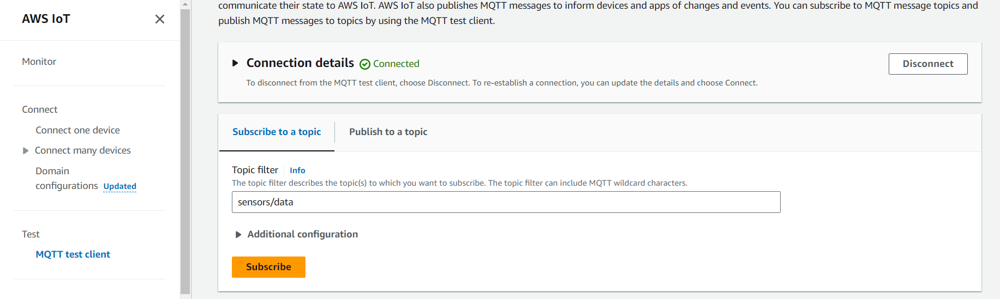 AWS IoT
Monitor
Connect
Connect one device
Connect many devices
Domain
configurations Updated
Test
MQTT test client
communicate their state to AWS IoT. AWS IoT also publishes MQTT messages to inform devices and apps of changes and events. You can subscribe to MQTT message topics and
publish MQTT messages to topics by using the MQTT test client.
Connection details Connected
Disconnect
To disconnect from the MQTT test client, choose Disconnect. To re-establish a connection, you can update the details and choose Connect.
Subscribe to a topic
Publish to a topic
Topic filter Info
The topic filter describes the topic(s) to which you want to subscribe. The topic filter can include MQTT wildcard characters.
sensors/data
Additional configuration
Subscribe